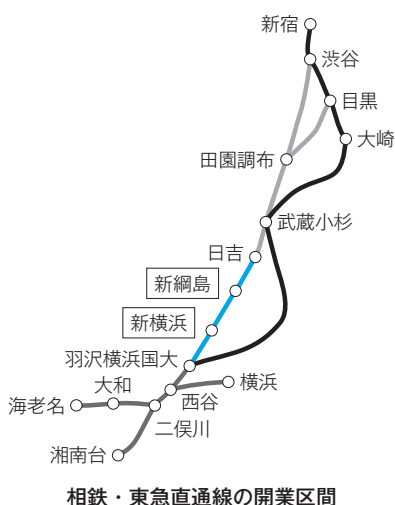 新宿
渋谷
目黒
大崎
田園調布
武蔵小杉
日吉
新綱島
新横浜
羽沢横浜国大
大和
横浜
海老名
西谷
二俣川
湘南台
相鉄・東急直通線の開業区間